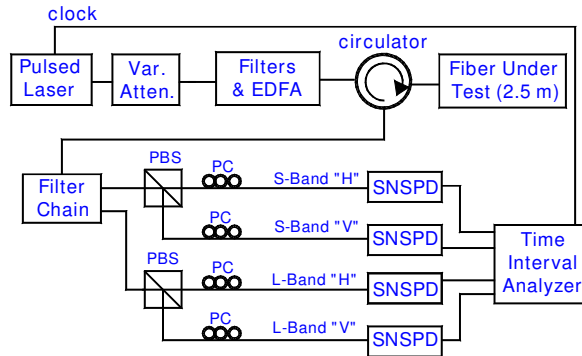 clock
circulator
Pulsed
Laser
Var.
Atten.
Filters
& EDFA
Fiber Under
Test (2.5 m)
PBS
PC
S-Band "H"
SNSPD
Filter
Chain
PC
S-Band "V"
SNSPD
Time
Interval
Analyzer
PBS
PC
L-Band "H"
SNSPD
PC
L-Band "V"
SNSPD